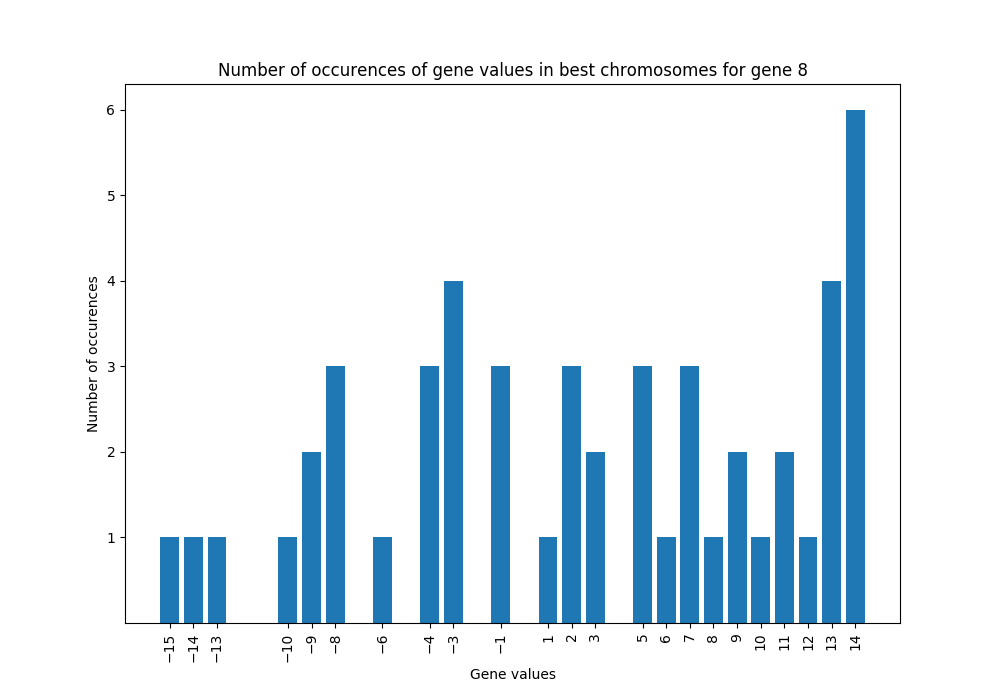 Number of occurences of gene values in best chromosomes for gene 8
Number of occurences
6
5
4
3
2
1
−15 −14 −13 −10 −9 −8 −6 −4 −3 −1 1 2 3 5 6 7 8 9 10 11 12 13 14
Gene values